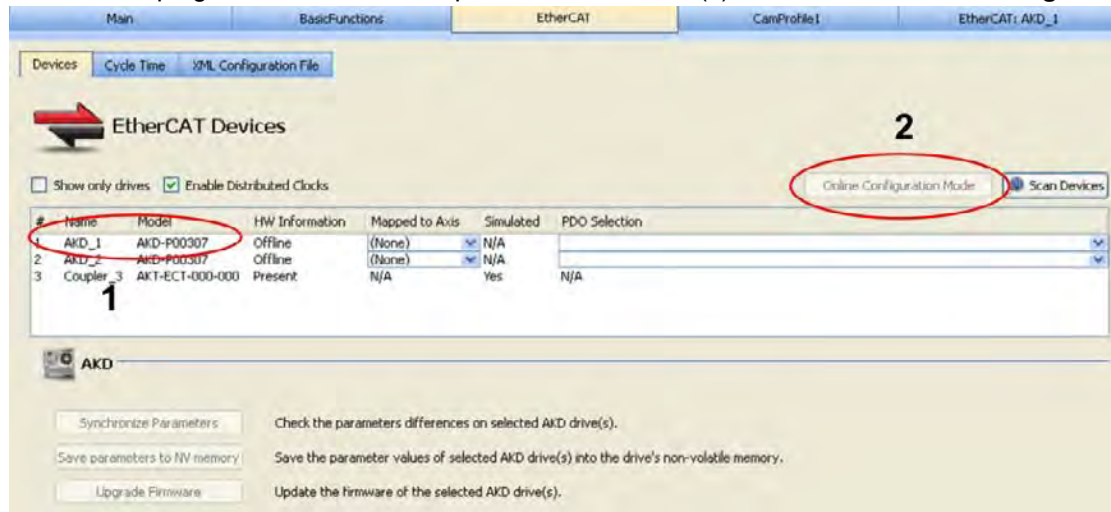 Main BasicFunctions EtherCAT CamProfile1 EtherCAT: AKD_1
Devices Cycle Time XML Configuration File
EtherCAT Devices
2
Show only drives Enable Distributed Clocks Online Configuration Mode Scan Devices
# Name Model HW Information Mapped to Axis Simulated PDO Selection
1 AKD_1 AKD-P00307 Offline (None) N/A
2 AKD_2 AKD-P00307 Offline (None) N/A
3 Coupler_3 AKT-ECT-000-000 Present N/A Yes N/A
1
AKD
Synchronize Parameters Check the parameters differences on selected AKD drive(s).
Save parameters to NV memory Save the parameter values of selected AKD drive(s) into the drive's non-volatile memory.
Upgrade Firmware Update the firmware of the selected AKD drive(s).